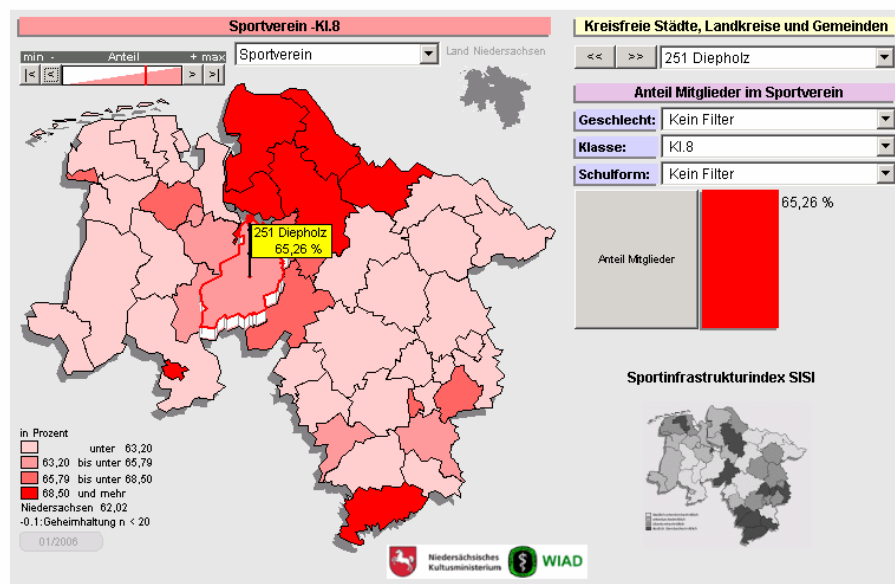 Sportverein -Kl.8
min - Anteil + max
|< < > >|
Sportverein
Land Niedersachsen
251 Diepholz
65,26 %
in Prozent
unter 63,20
63,20 bis unter 65,79
65,79 bis unter 68,50
68,50 und mehr
Niedersachsen 62,02
-0.1:Geheimhaltung n < 20
01/2006
Kreisfreie Städte, Landkreise und Gemeinden
<< >> 251 Diepholz
Anteil Mitglieder im Sportverein
Geschlecht: Kein Filter
Klasse: Kl.8
Schulform: Kein Filter
65,26 %
Anteil Mitglieder
Sportinfrastrukturindex SISI
Niedersächsisches
Kultusministerium
WIAD